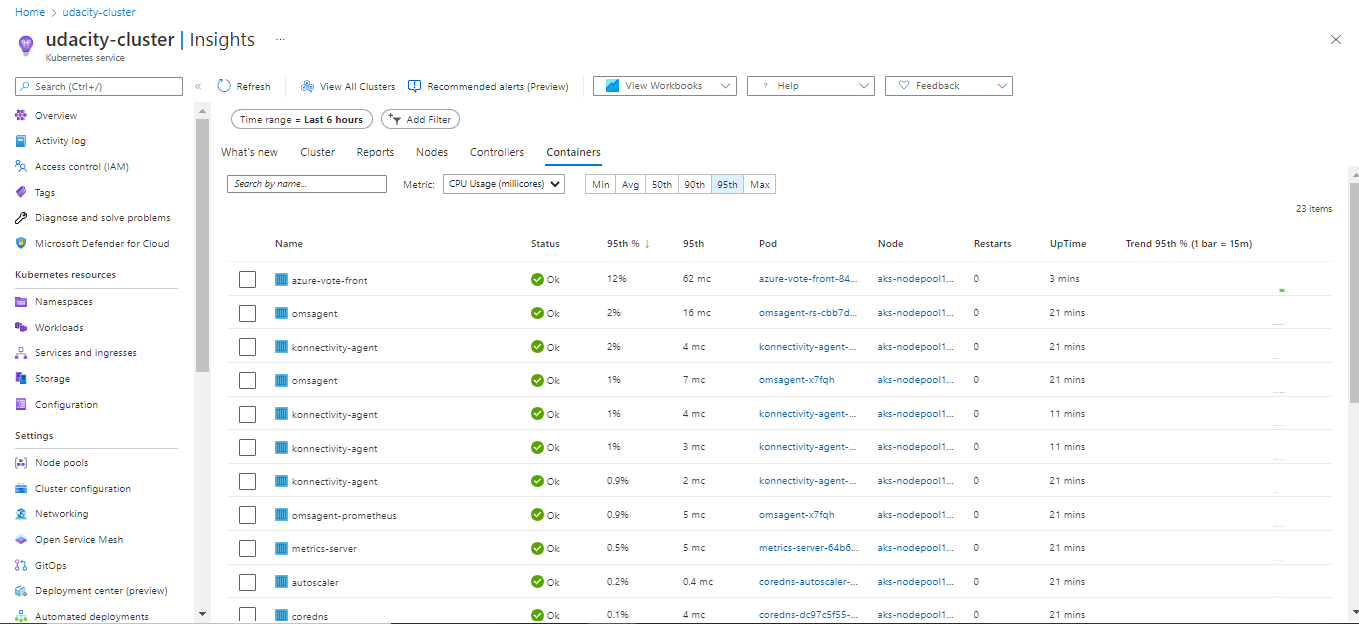 Home > udacity-cluster
udacity-cluster | Insights ...
Kubernetes service
Search (Ctrl+/)
«
Overview
Activity log
Access control (IAM)
Tags
Diagnose and solve problems
Microsoft Defender for Cloud
Kubernetes resources
Namespaces
Workloads
Services and ingresses
Storage
Configuration
Settings
Node pools
Cluster configuration
Networking
Open Service Mesh
GitOps
Deployment center (preview)
Automated deployments
Refresh View All Clusters Recommended alerts (Preview) View Workbooks ? Help Feedback
Time range = Last 6 hours Add Filter
What's new Cluster Reports Nodes Controllers Containers
Search by name... Metric: CPU Usage (millicores) Min Avg 50th 90th 95th Max
23 items
Name Status 95th % ↓ 95th Pod Node Restarts UpTime Trend 95th % (1 bar = 15m)
azure-vote-front Ok 12% 62 mc azure-vote-front-84... aks-nodepool1... 0 3 mins
omsagent Ok 2% 16 mc omsagent-rs-cbb7d... aks-nodepool1... 0 21 mins
konnectivity-agent Ok 2% 4 mc konnectivity-agent-... aks-nodepool1... 0 21 mins
omsagent Ok 1% 7 mc omsagent-x7fqh aks-nodepool1... 0 21 mins
konnectivity-agent Ok 1% 4 mc konnectivity-agent-... aks-nodepool1... 0 11 mins
konnectivity-agent Ok 1% 3 mc konnectivity-agent-... aks-nodepool1... 0 11 mins
konnectivity-agent Ok 0.9% 2 mc konnectivity-agent-... aks-nodepool1... 0 21 mins
omsagent-prometheus Ok 0.9% 5 mc omsagent-x7fqh aks-nodepool1... 0 21 mins
metrics-server Ok 0.5% 5 mc metrics-server-64b6... aks-nodepool1... 0 21 mins
autoscaler Ok 0.2% 0.4 mc coredns-autoscaler-... aks-nodepool1... 0 21 mins
coredns Ok 0.1% 4 mc coredns-dc97c5f55-... aks-nodepool1... 0 21 mins